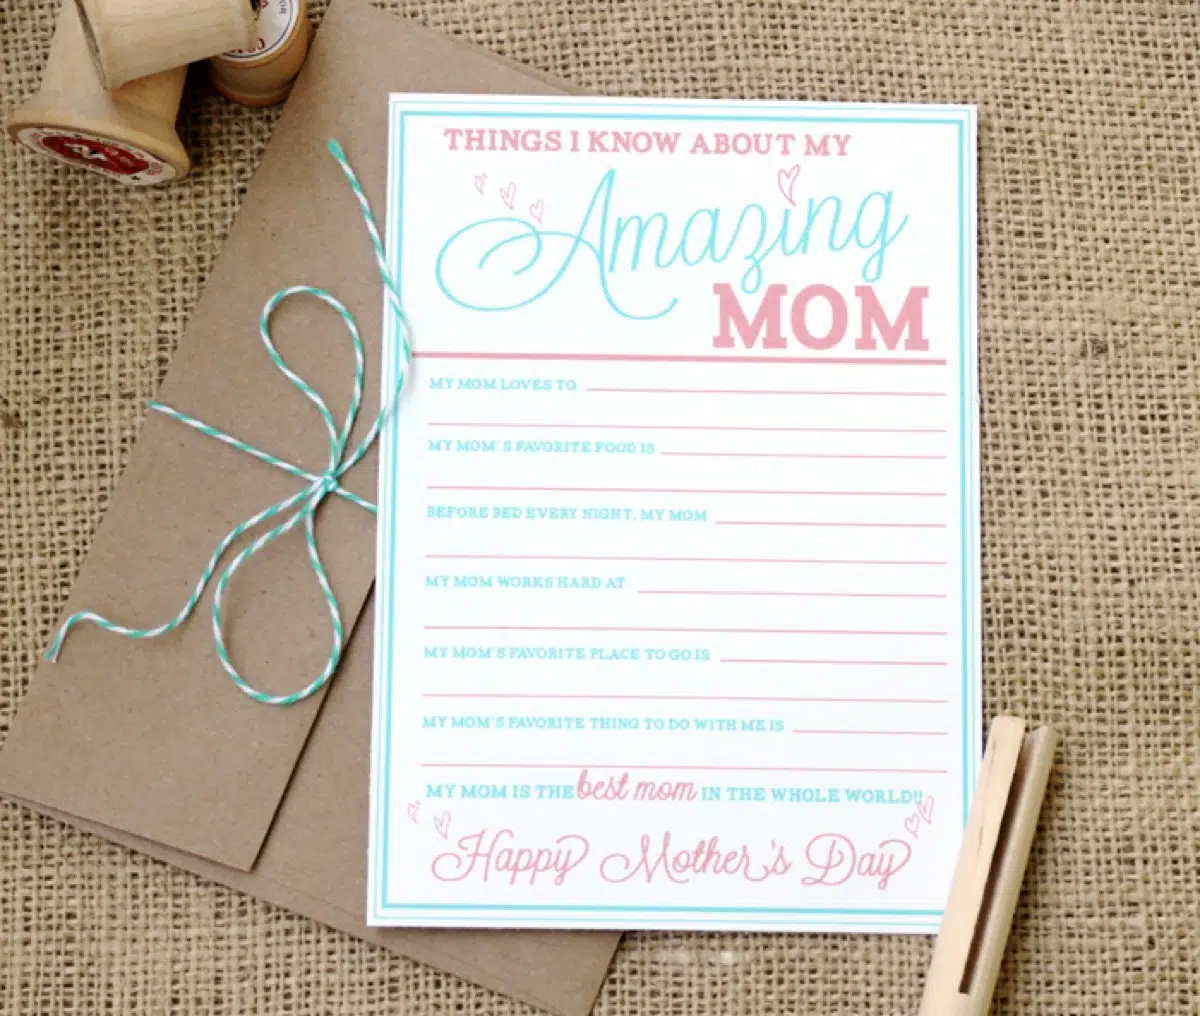 THINGS I KNOW ABOUT MY
Amazing
MOM
MY MOM LOVES TO
MY MOM'S FAVORITE FOOD IS
BEFORE BED EVERY NIGHT, MY MOM
MY MOM WORKS HARD AT
MY MOM'S FAVORITE PLACE TO GO IS
MY MOM'S FAVORITE THING TO DO WITH ME IS
MY MOM IS THE best mom IN THE WHOLE WORLD!!
Happy Mother's Day